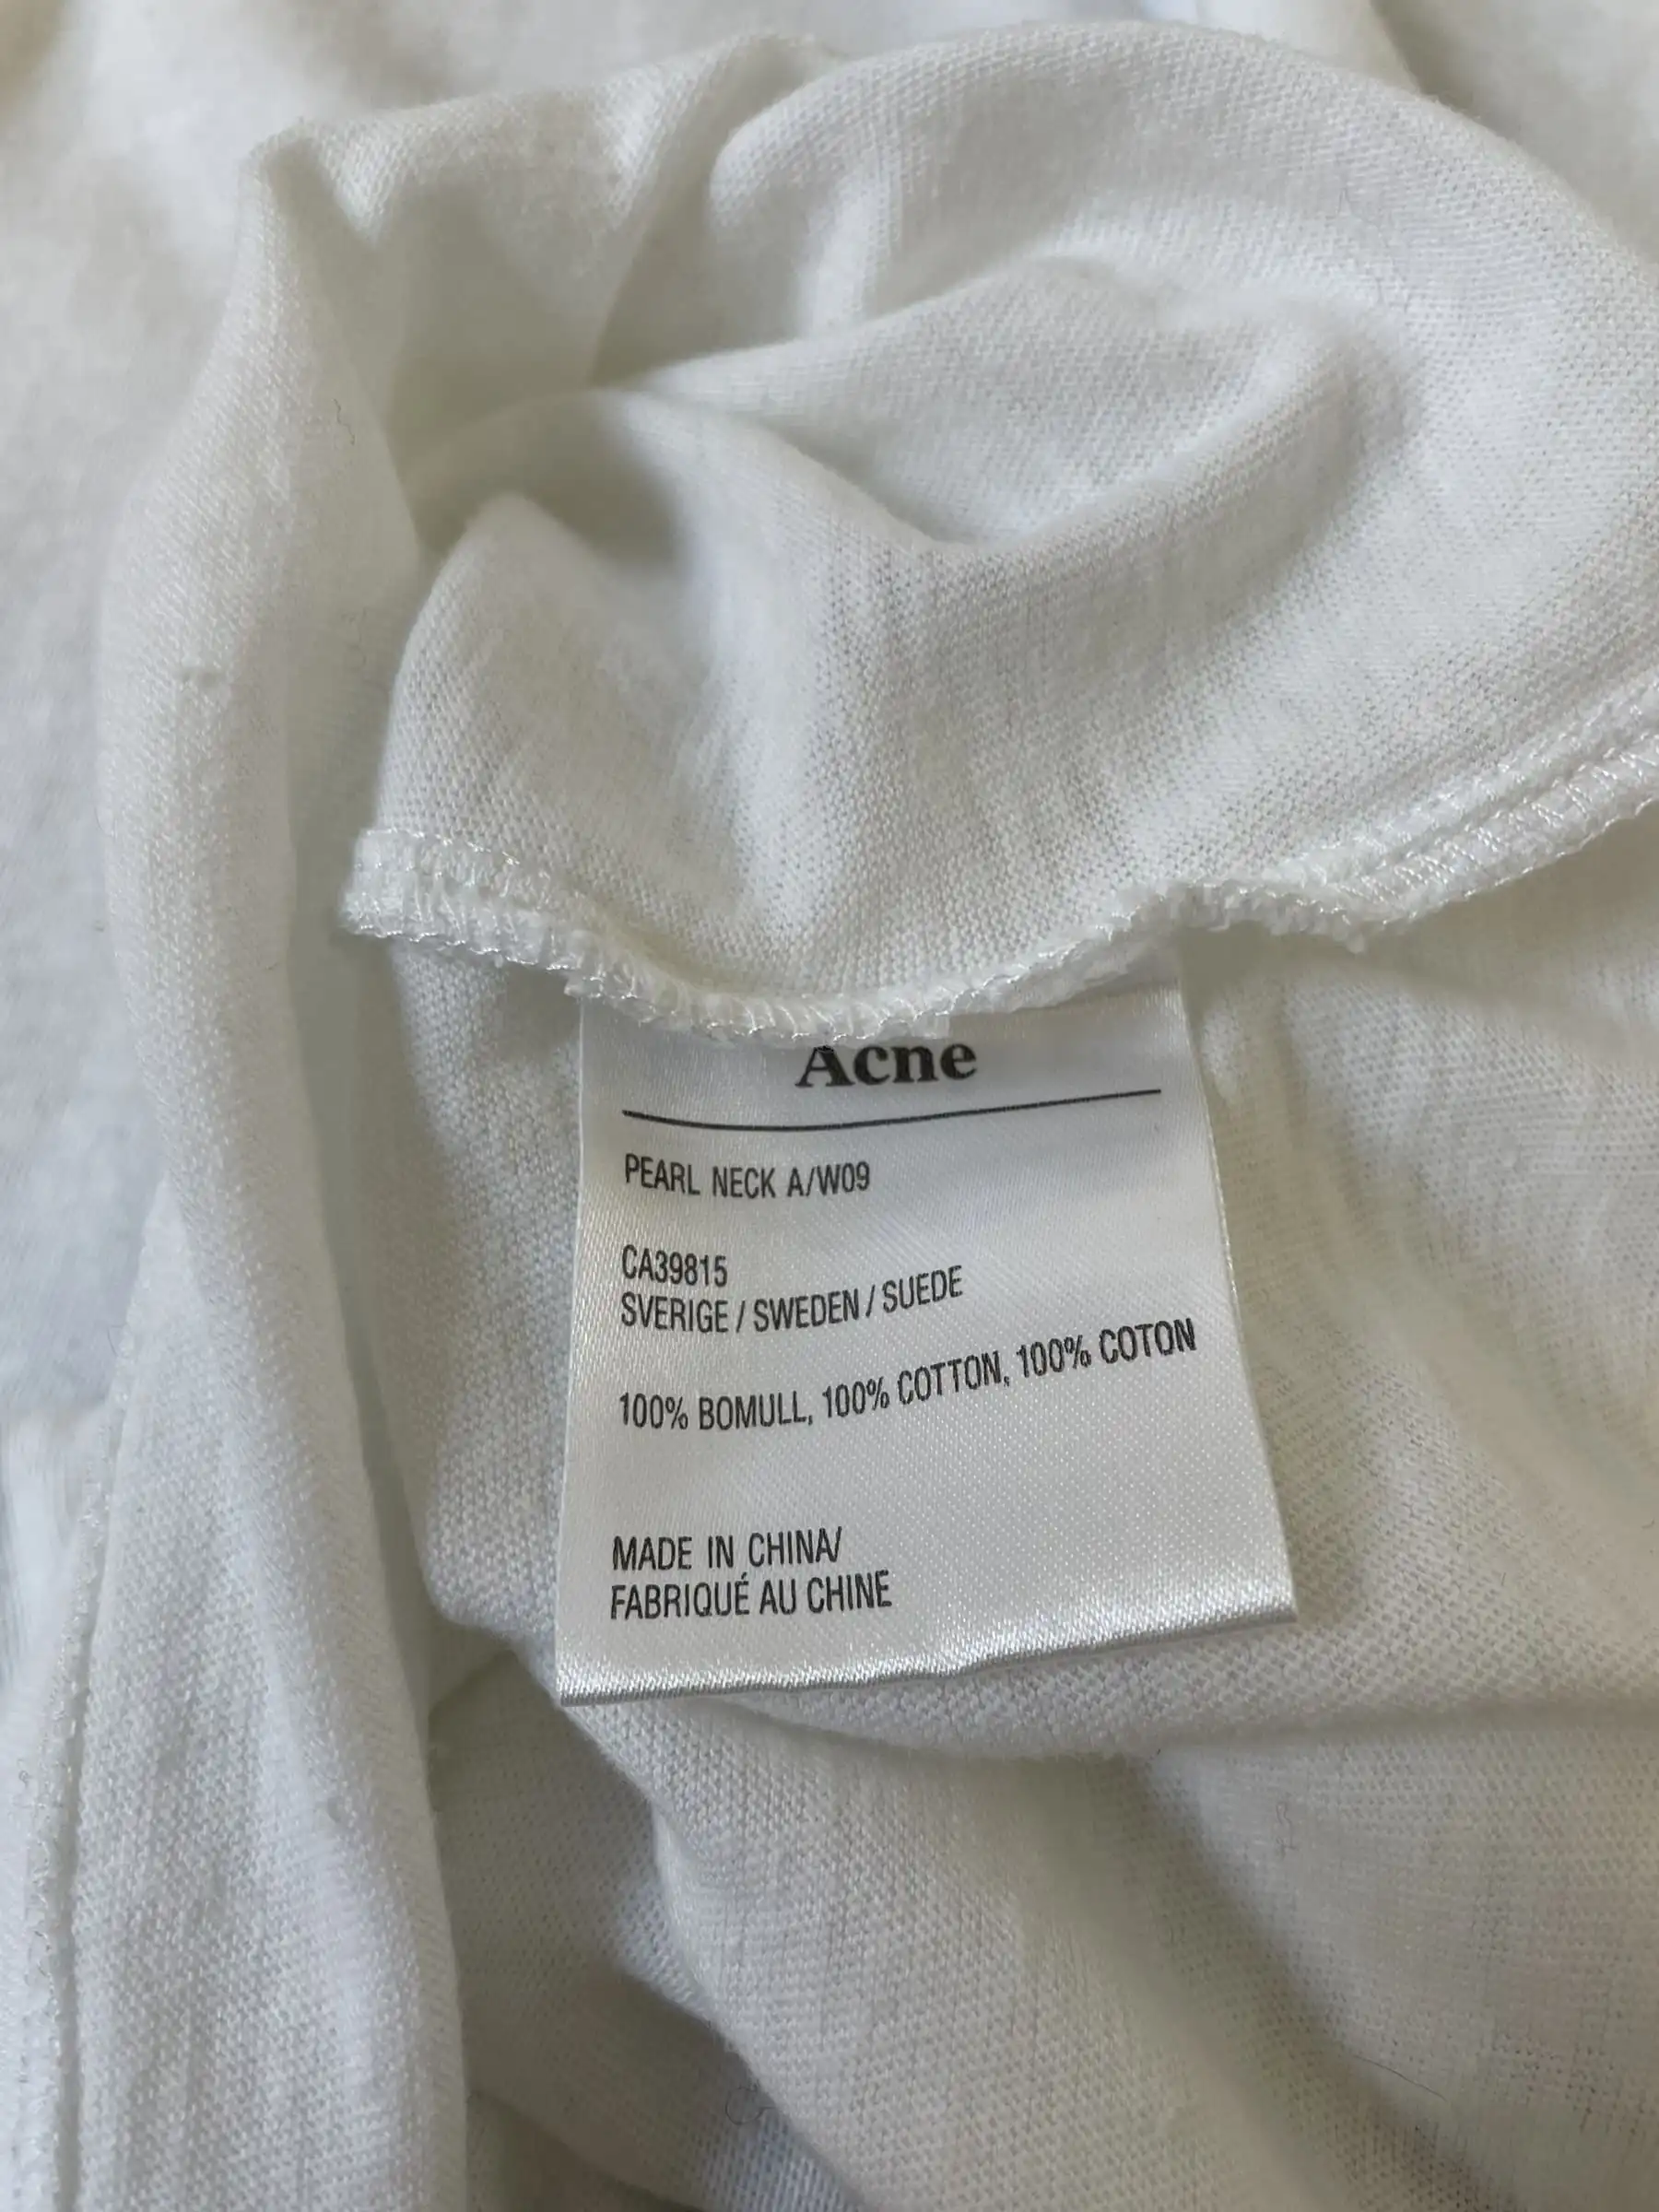 Acne
PEARL NECK A/W09
CA39815
SVERIGE / SWEDEN / SUEDE
100% BOMULL, 100% COTTON, 100% COTON
MADE IN CHINA/
FABRIQUÉ AU CHINE